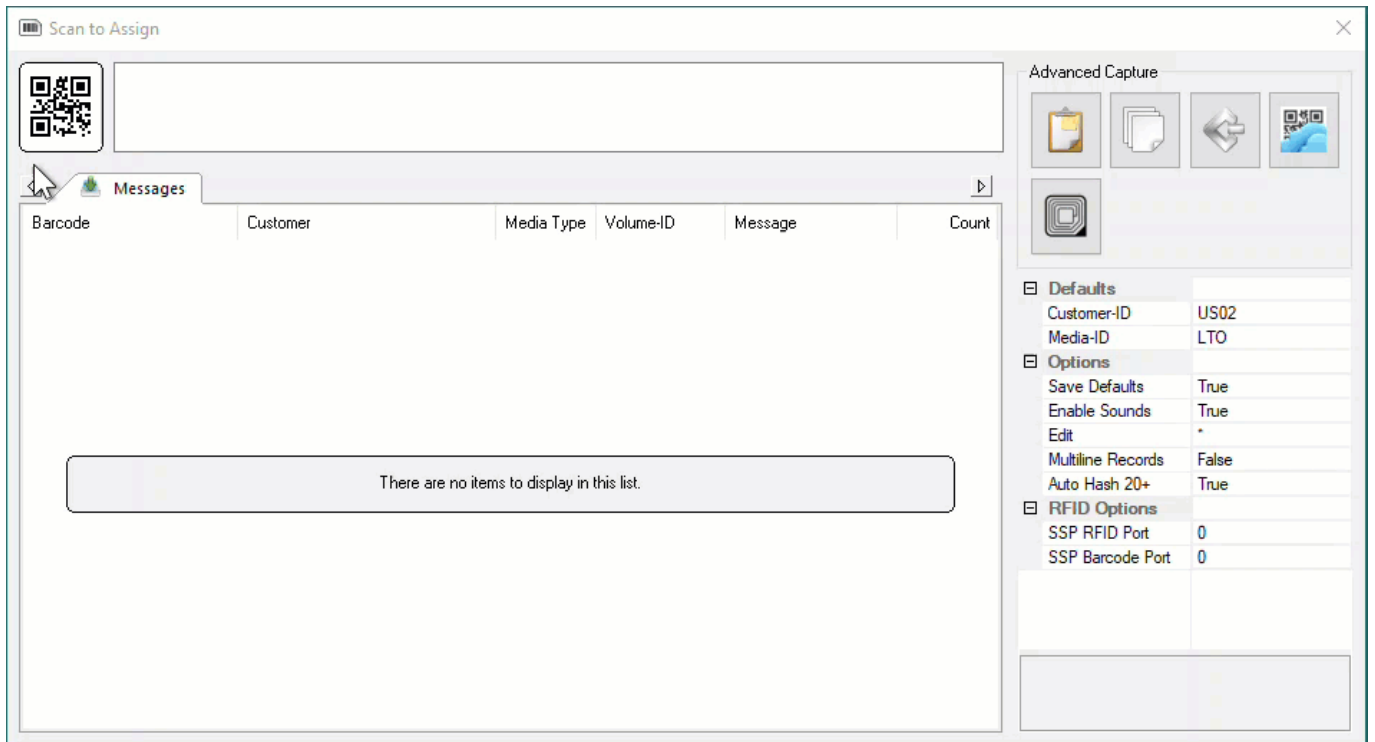 Scan to Assign
Advanced Capture
Messages
Barcode Customer Media Type Volume-ID Message Count
There are no items to display in this list.
Defaults
Customer-ID US02
Media-ID LTO
Options
Save Defaults True
Enable Sounds True
Edit *
Multiline Records False
Auto Hash 20+ True
RFID Options
SSP RFID Port 0
SSP Barcode Port 0